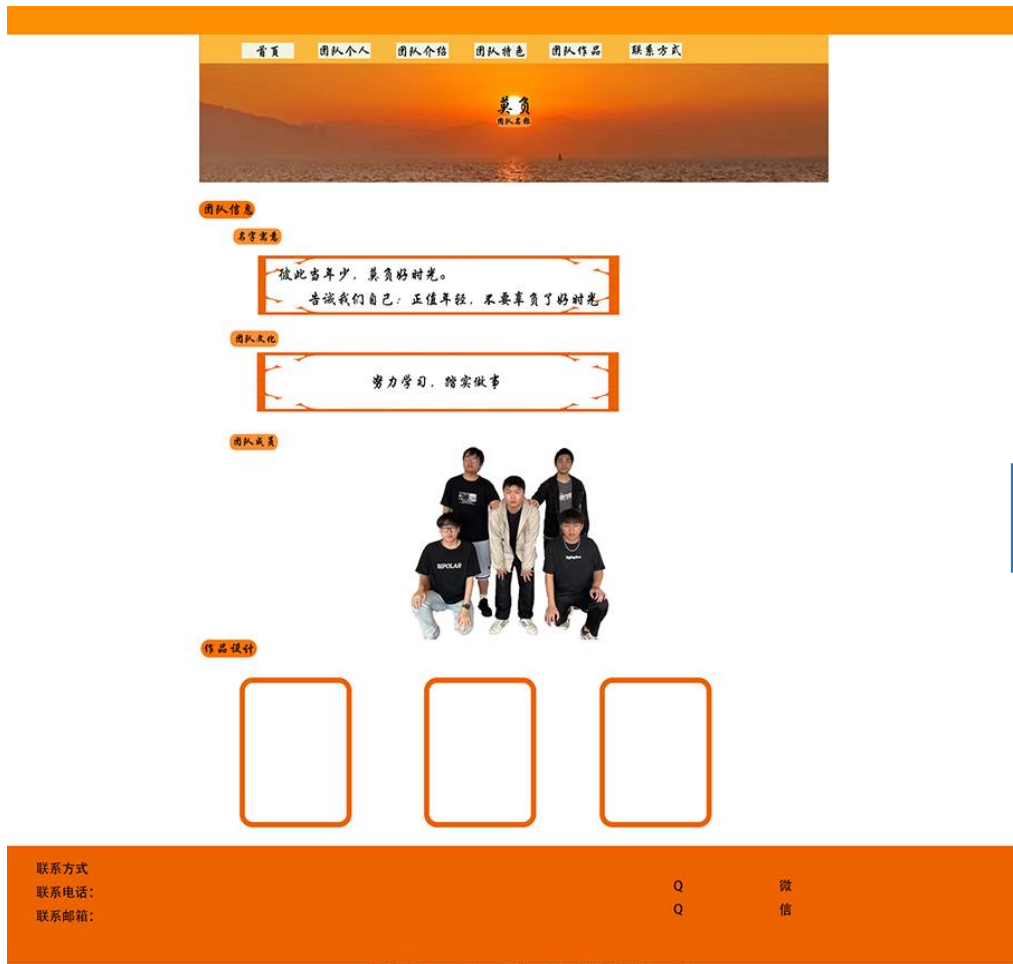 首页 团队个人 团队介绍 团队特色 团队作品 联系方式
莫负
团队名称
团队信息
名字寓意
彼此当年少，莫负好时光。
告诫我们自己：正值年轻，不要辜负了好时光
团队文化
努力学习，踏实做事
团队成员
BIPOLAR
作品设计
联系方式
联系电话：
联系邮箱：
Q Q
微信